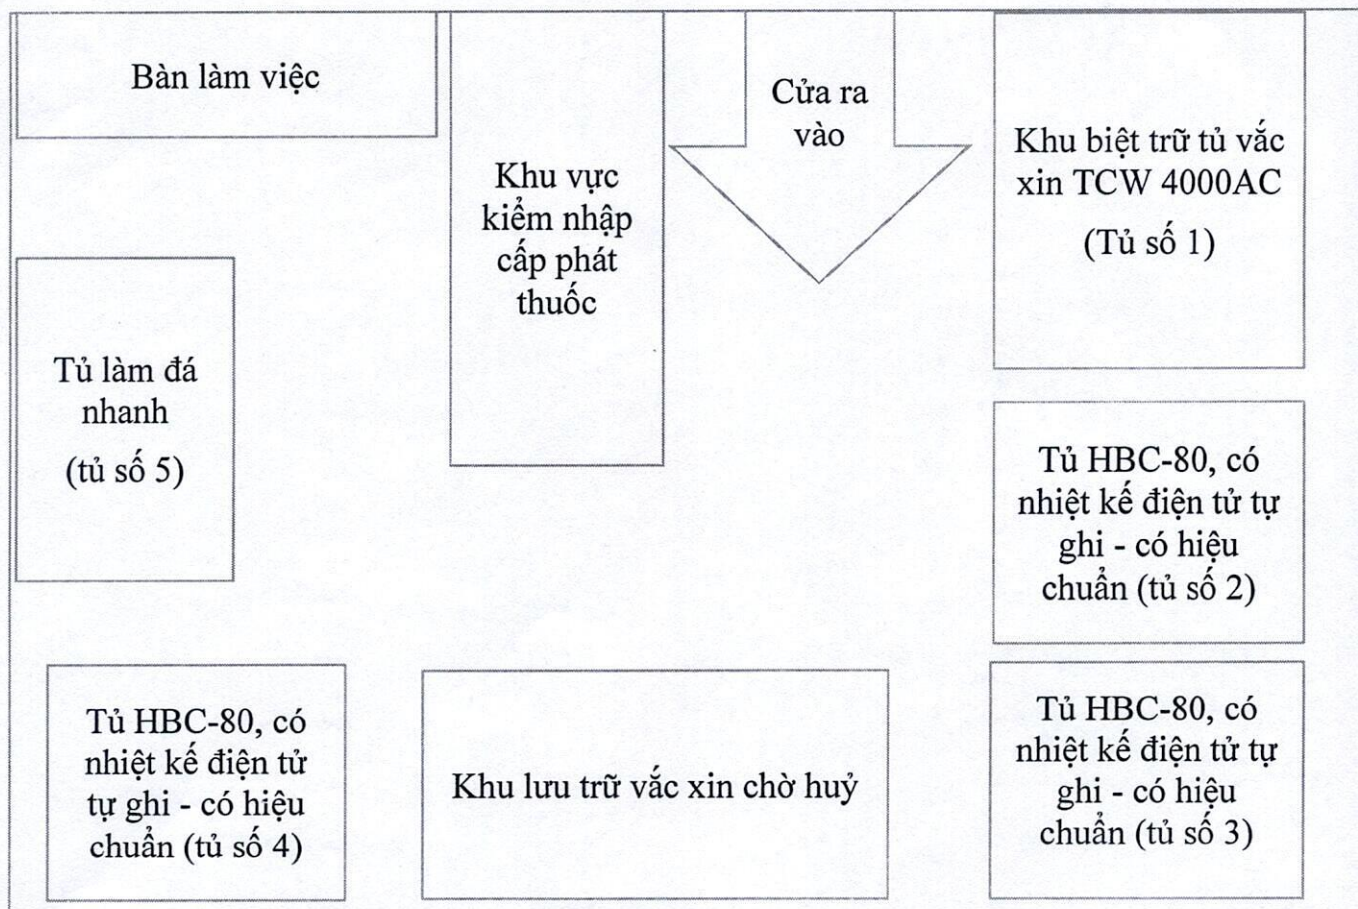 Bàn làm việc
Khu vực
kiểm nhập
cấp phát
thuốc
Cửa ra
vào
Khu biệt trữ tủ vắc
xin TCW 4000AC
(Tủ số 1)
Tủ làm đá
nhanh
(tủ số 5)
Tủ HBC-80, có
nhiệt kế điện tử tự
ghi - có hiệu
chuẩn (tủ số 2)
Tủ HBC-80, có
nhiệt kế điện tử
tự ghi - có hiệu
chuẩn (tủ số 4)
Khu lưu trữ vắc xin chờ huỷ
Tủ HBC-80, có
nhiệt kế điện tử tự
ghi - có hiệu
chuẩn (tủ số 3)